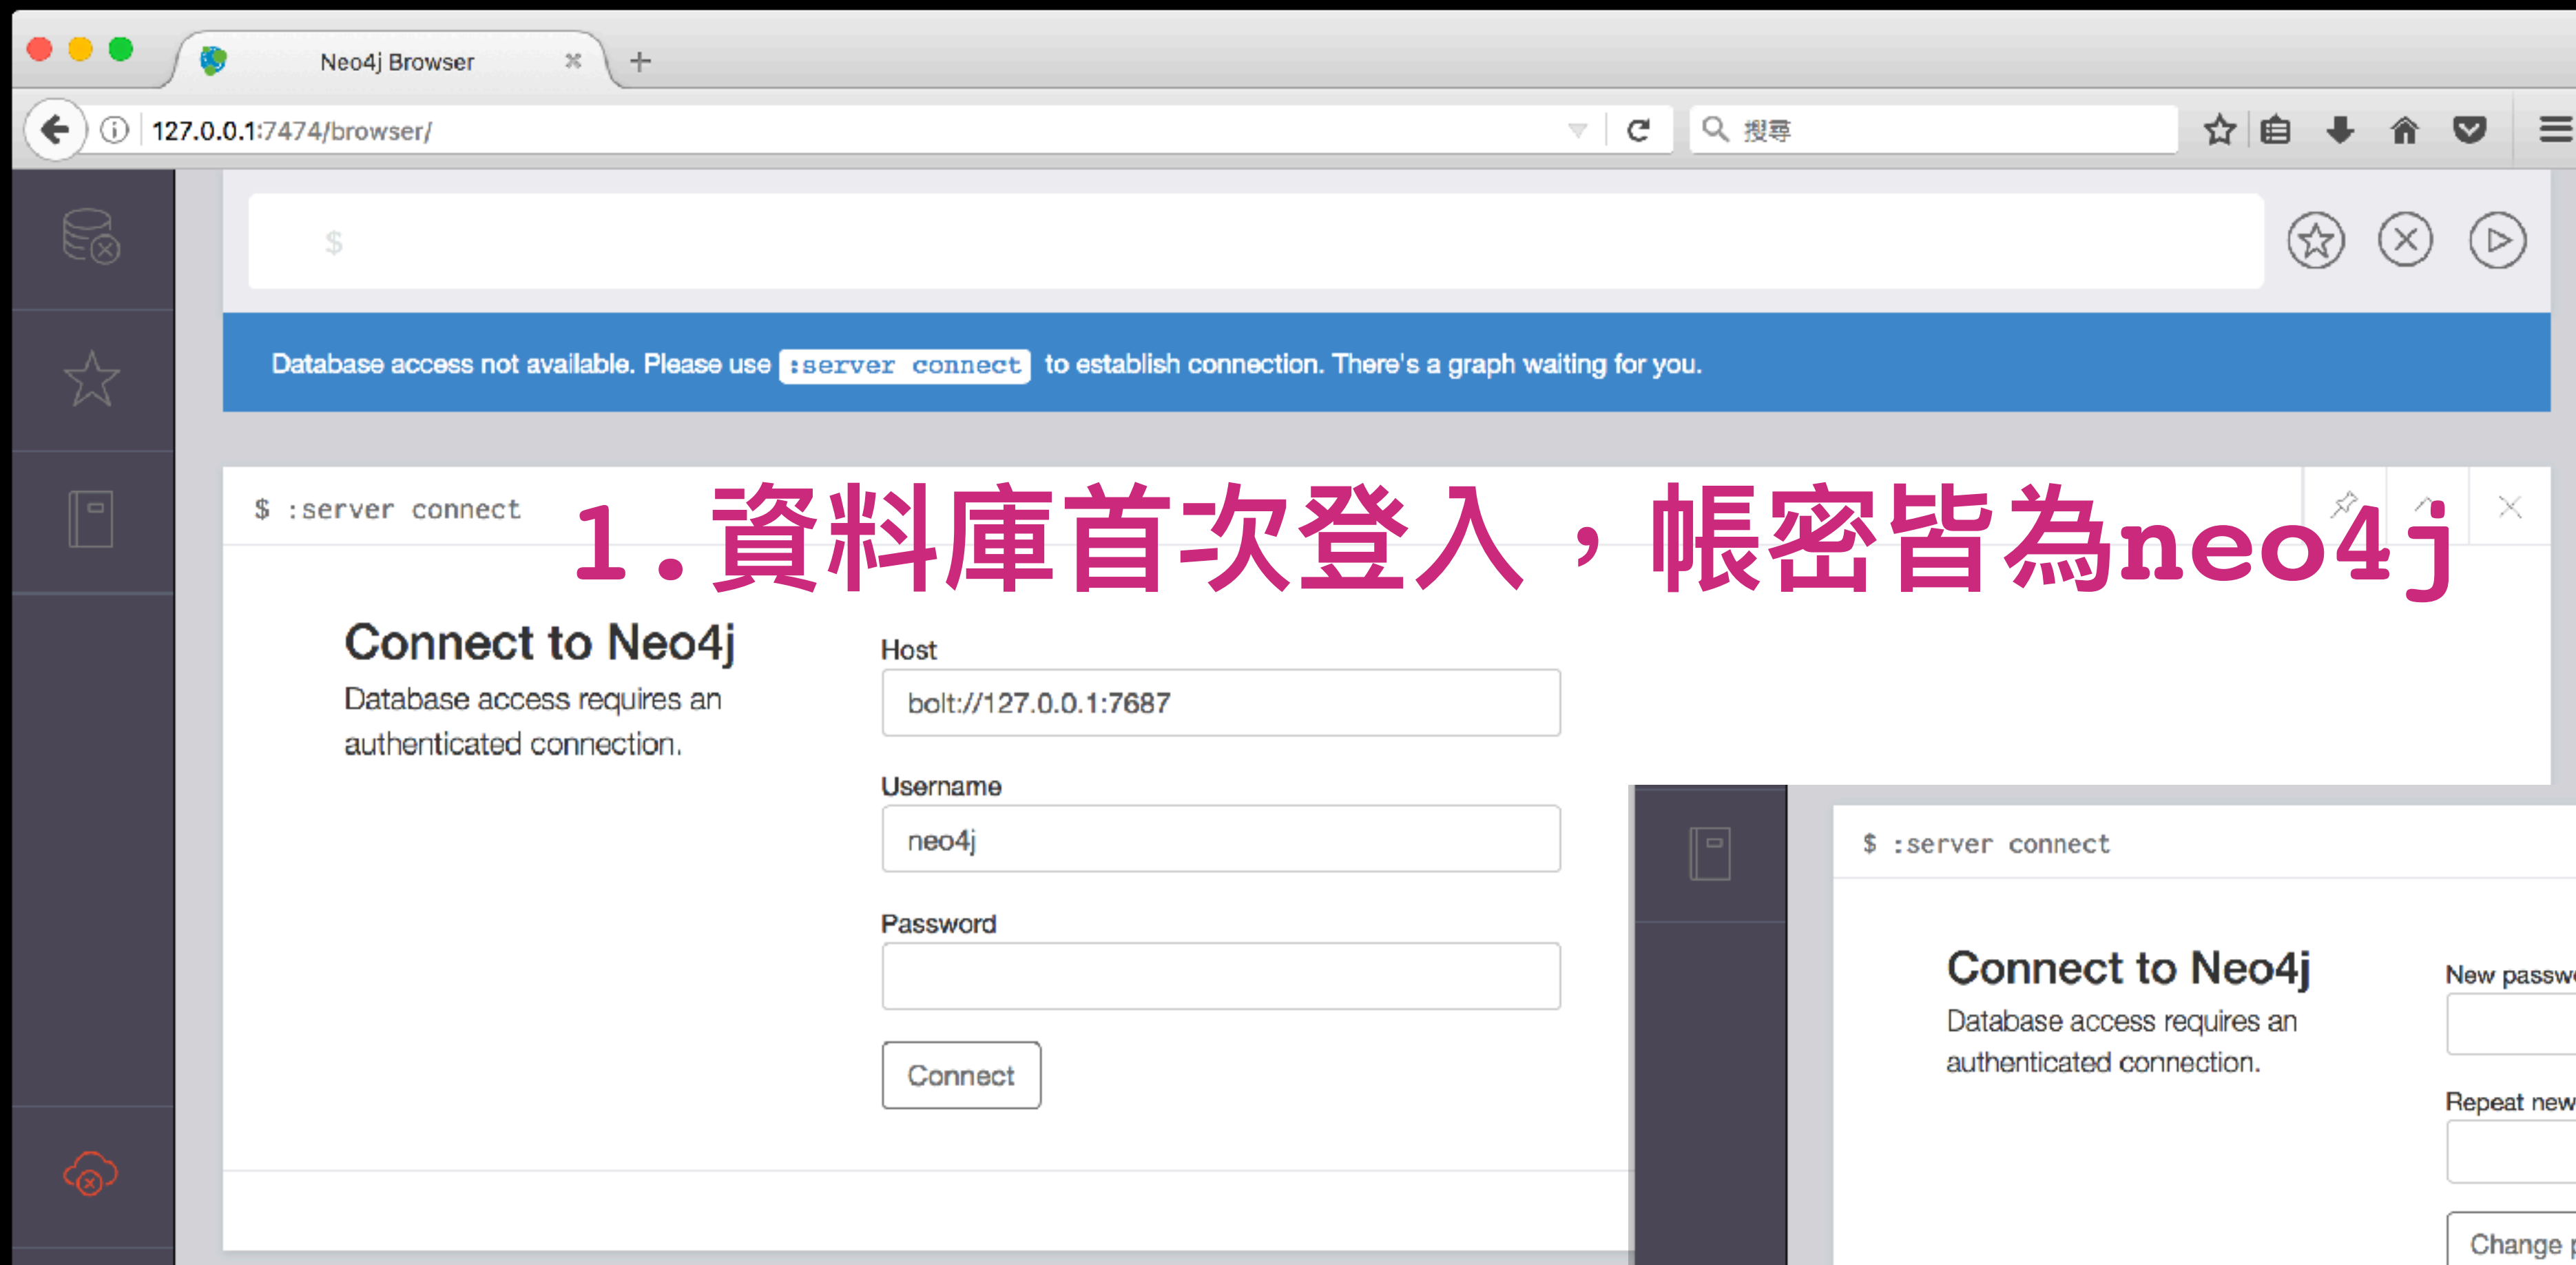 Neo4j Browser
127.0.0.1:7474/browser/
搜尋
$
Database access not available. Please use :server connect to establish connection. There's a graph waiting for you.
$ :server connect
1.資料庫首次登入，帳密皆為neo4j
Connect to Neo4j
Database access requires an
authenticated connection.
Host
bolt://127.0.0.1:7687
Username
neo4j
Password
Connect
$ :server connect
Connect to Neo4j
Database access requires an
authenticated connection.
New
Repeat new
Change